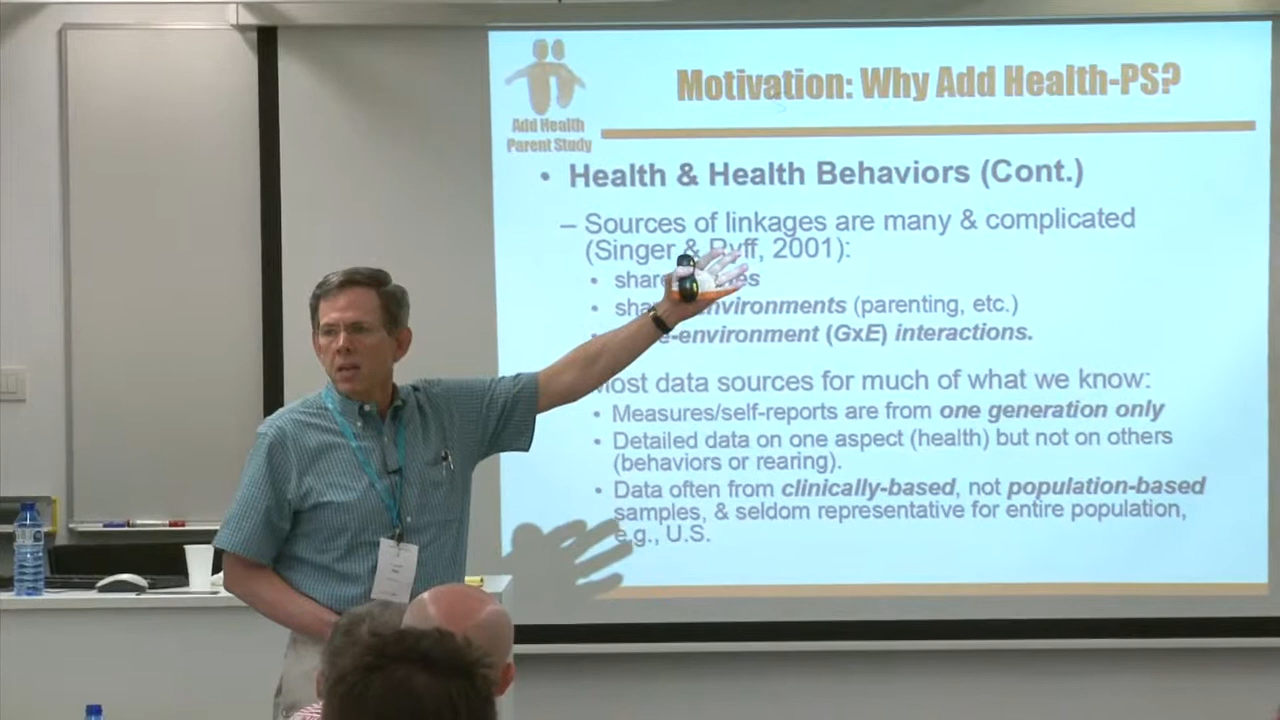 Add Health
Parent Study
Motivation: Why Add Health-PS?
• Health & Health Behaviors (Cont.)
– Sources of linkages are many & complicated
(Singer & Ryff, 2001):
•
• environments (parenting, etc.)
-environment (GxE) interactions.
Most data sources for much of what we know:
• Measures/self-reports are from one generation only
• Detailed data on one aspect (health) but not on others
(behaviors or rearing).
• Data often from clinically-based, not population-based
samples, & seldom representative for entire population,
e.g., U.S.